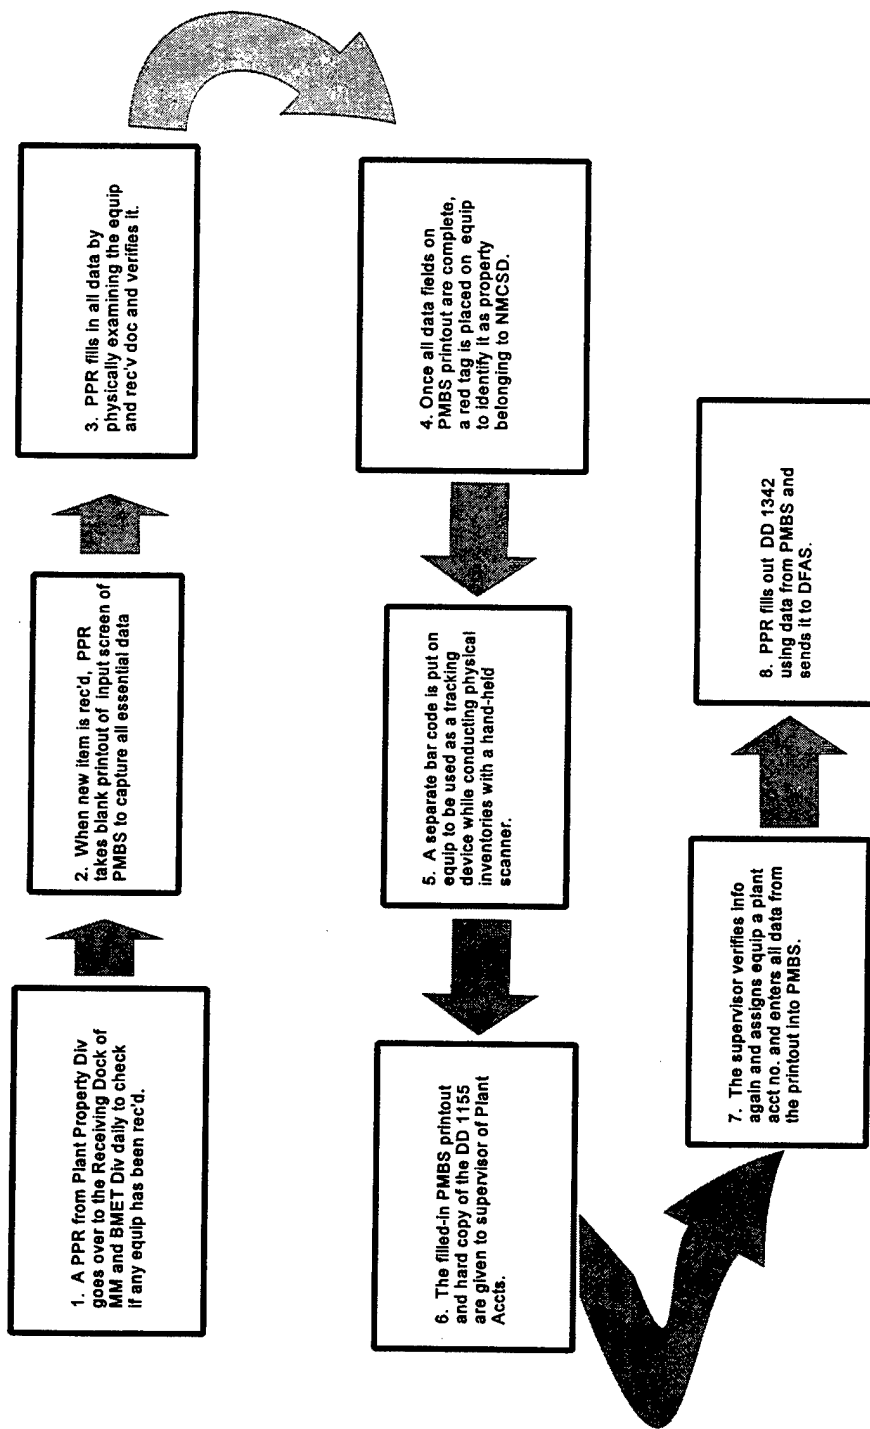 1. A PPR from Plant Property Div
goes over to the Receiving Dock of
MM and BMET Div daily to check
if any equip has been rec'd.
2. When new item is rec'd, PPR
takes blank printout of input screen of
PMBS to capture all essential data
3. PPR fills in all data by
physically examining the equip
and rec'v doc and verifies it.
4. Once all data fields on
PMBS printout are complete,
a red tag is placed on equip
to identify it as property
belonging to NMCSD.
5. A separate bar code is put on
equip to be used as a tracking
device while conducting physical
inventories with a hand-held
scanner.
6. The filled-in PMBS printout
and hard copy of the DD 1155
are given to supervisor of Plant
Accts.
7. The supervisor verifies info
again and assigns equip a plant
acct no. and enters all data from
the printout into PMBS.
8. PPR fills out DD 1342
using data from PMBS and
sends it to DFAS.